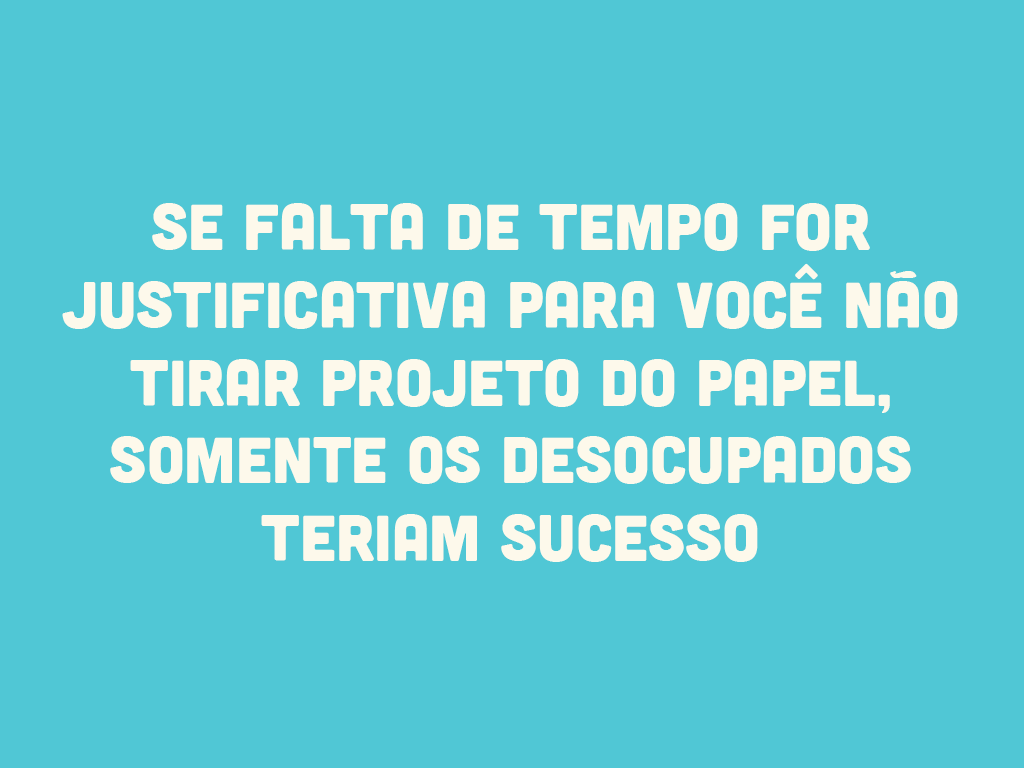 SE FALTA DE TEMPO FOR
JUSTIFICATIVA PARA VOCÊ NÃO
TIRAR PROJETO DO PAPEL,
SOMENTE OS DESOCUPADOS
TERIAM SUCESSO